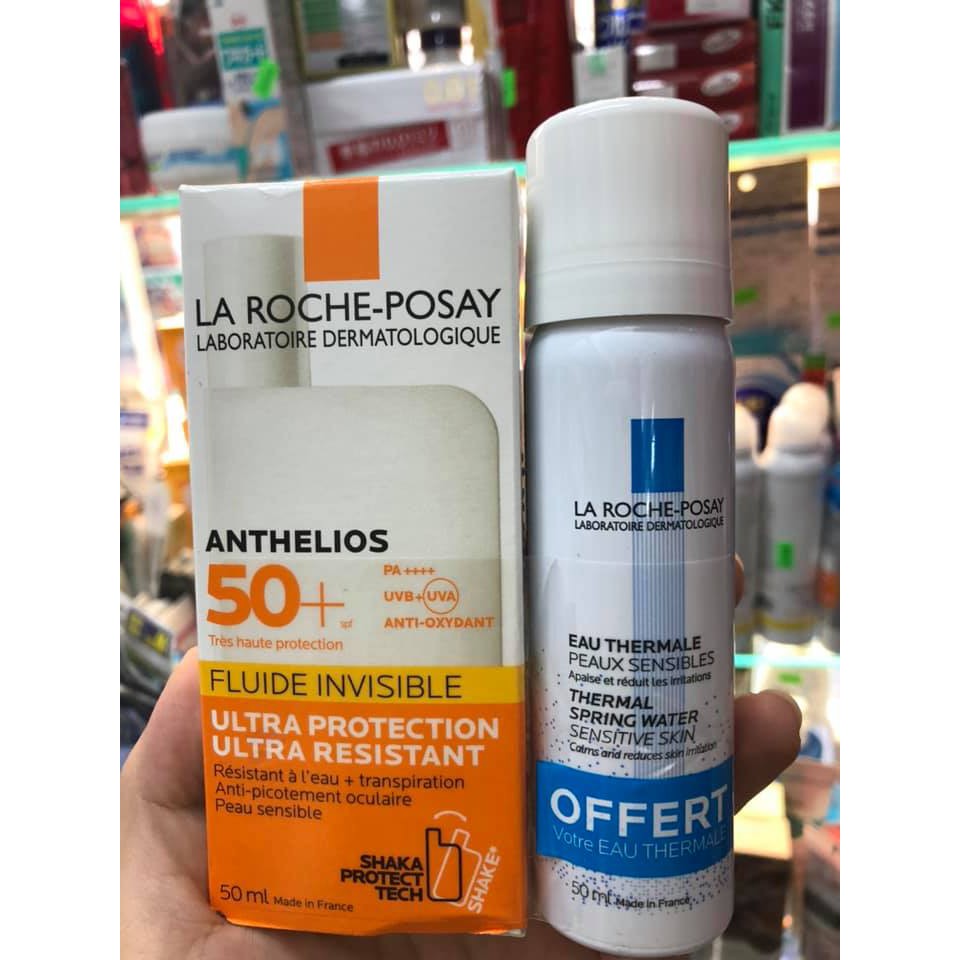 LA ROCHE-POSAY
LABORATOIRE DERMATOLOGIQUE
ANTHELIOS
50+
spf
PA ++++
UVB+UVA
ANTI-OXYDANT
Très haute protection
FLUIDE INVISIBLE
ULTRA PROTECTION
ULTRA RESISTANT
Résistant à l'eau + transpiration
Anti-picotement oculaire
Peau sensible
SHAKA
PROTECT
TECH
SHAKE*
50 ml Made in France
LA ROCHE-POSAY
LABORATOIRE DERMATOLOGIQUE
EAU THERMALE
PEAUX SENSIBLES
Apaise et réduit les irritations
THERMAL
SPRING WATER
SENSITIVE SKIN
Calms and reduces skin irritation
OFFERT
Votre EAU THERMALE
50 ml Made in France